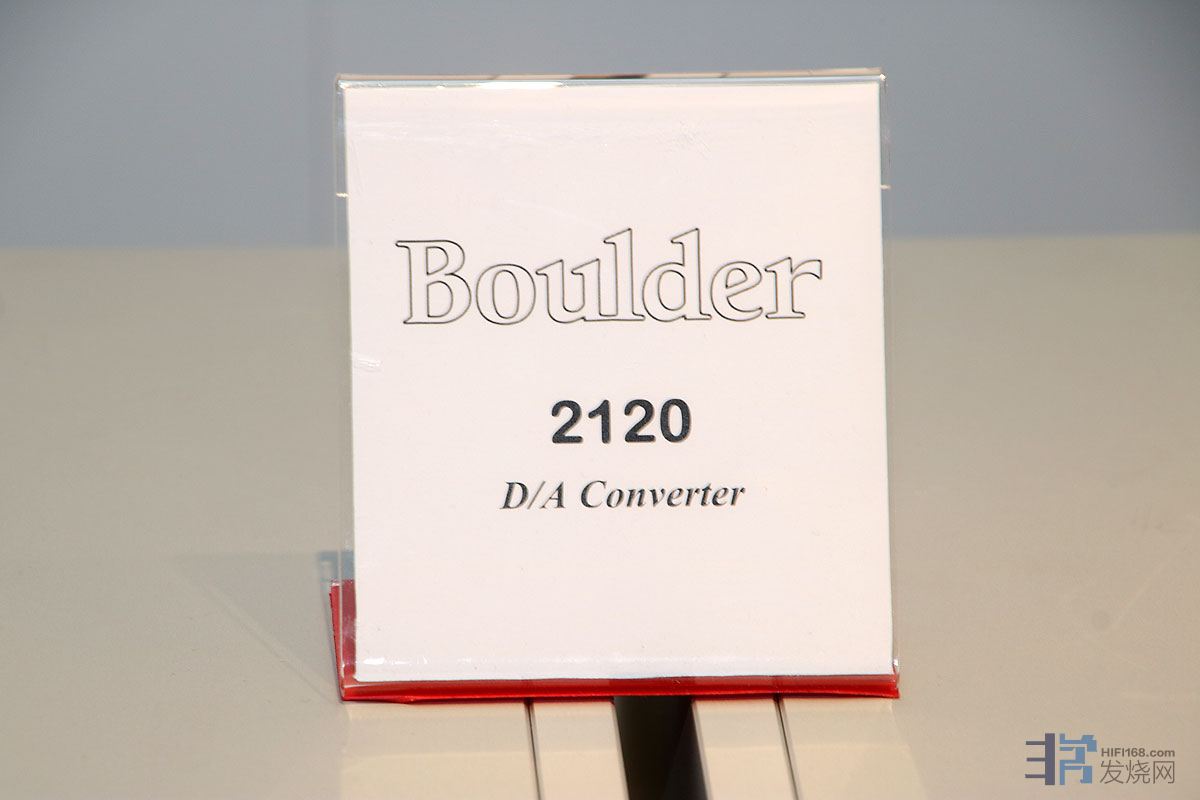 Boulder
2120
D/A Converter
HIFI168.com
发烧网